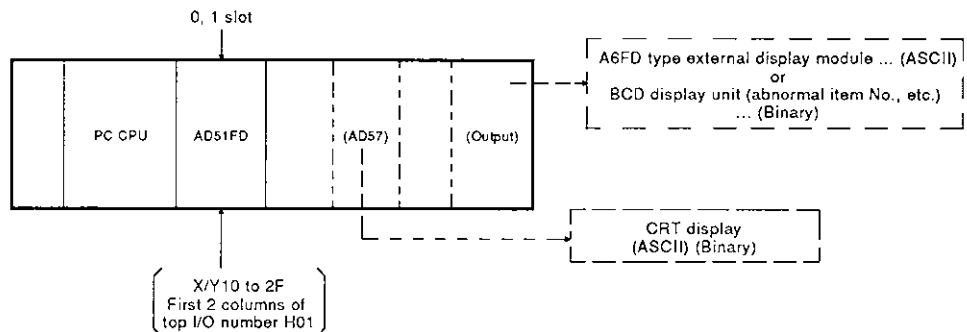 0, 1 slot
PC CPU
AD51FD
(AD57)
(Output)
A6FD type external display module ... (ASCII)
or
BCD display unit (abnormal item No., etc.)
... (Binary)
CRT display
(ASCII) (Binary)
X/Y10 to 2F
First 2 columns of
top I/O number H01